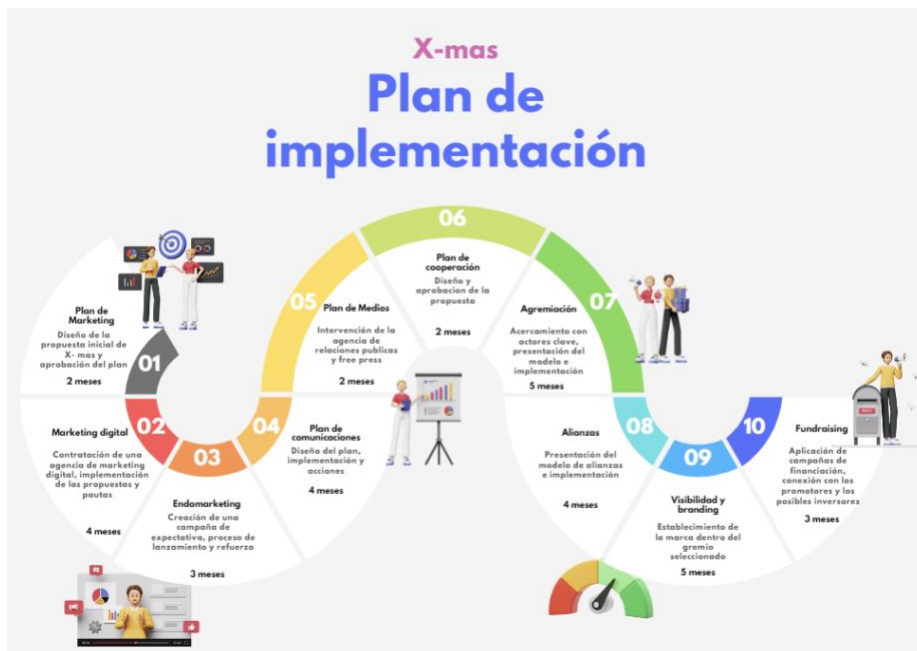 X-mas
Plan de
implementación
01
Plan de
Marketing
Diseño de la
propuesta inicial de
X- mas y
aprobación del plan
2 meses
02
Marketing digital
Contratación de una
agencia de marketing
digital, implementación
de las propuestas y
pautas
4 meses
03
Endomarketing
Creación de una
campaña de
expectativa, proceso de
lanzamiento y refuerzo
3 meses
04
Plan de
comunicaciones
Diseño del plan,
implementación y
acciones
4 meses
05
Plan de Medios
Intervención de la
agencia de
relaciones publicas
y free press
2 meses
06
Plan de
cooperación
Diseño y
aprobacion de la
propuesta
2 meses
07
Agremiación
Acercamiento con
actores clave,
presentación del
modelo e
implementación
5 meses
08
Alianzas
Presentación del
modelo de alianzas
e implementación
4 meses
09
Visibilidad y
branding
Establecimiento de
la marca dentro del
gremio
seleccionado
5 meses
10
Fundraising
Aplicación de
campañas de
financiación,
conexión con los
promotores y los
posibles inversores
3 meses